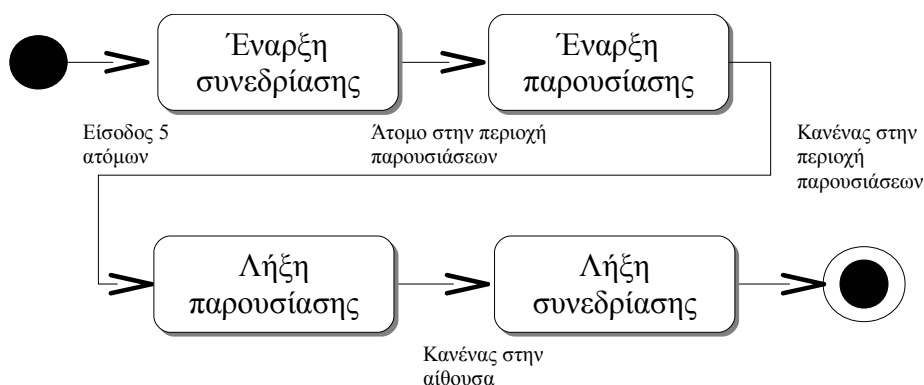 Έναρξη
συνεδρίασης
Έναρξη
παρουσίασης
Είσοδος 5
ατόμων
Άτομο στην περιοχή
παρουσιάσεων
Κανένας στην
περιοχή
παρουσιάσεων
Λήξη
παρουσίασης
Λήξη
συνεδρίασης
Κανένας στην
αίθουσα